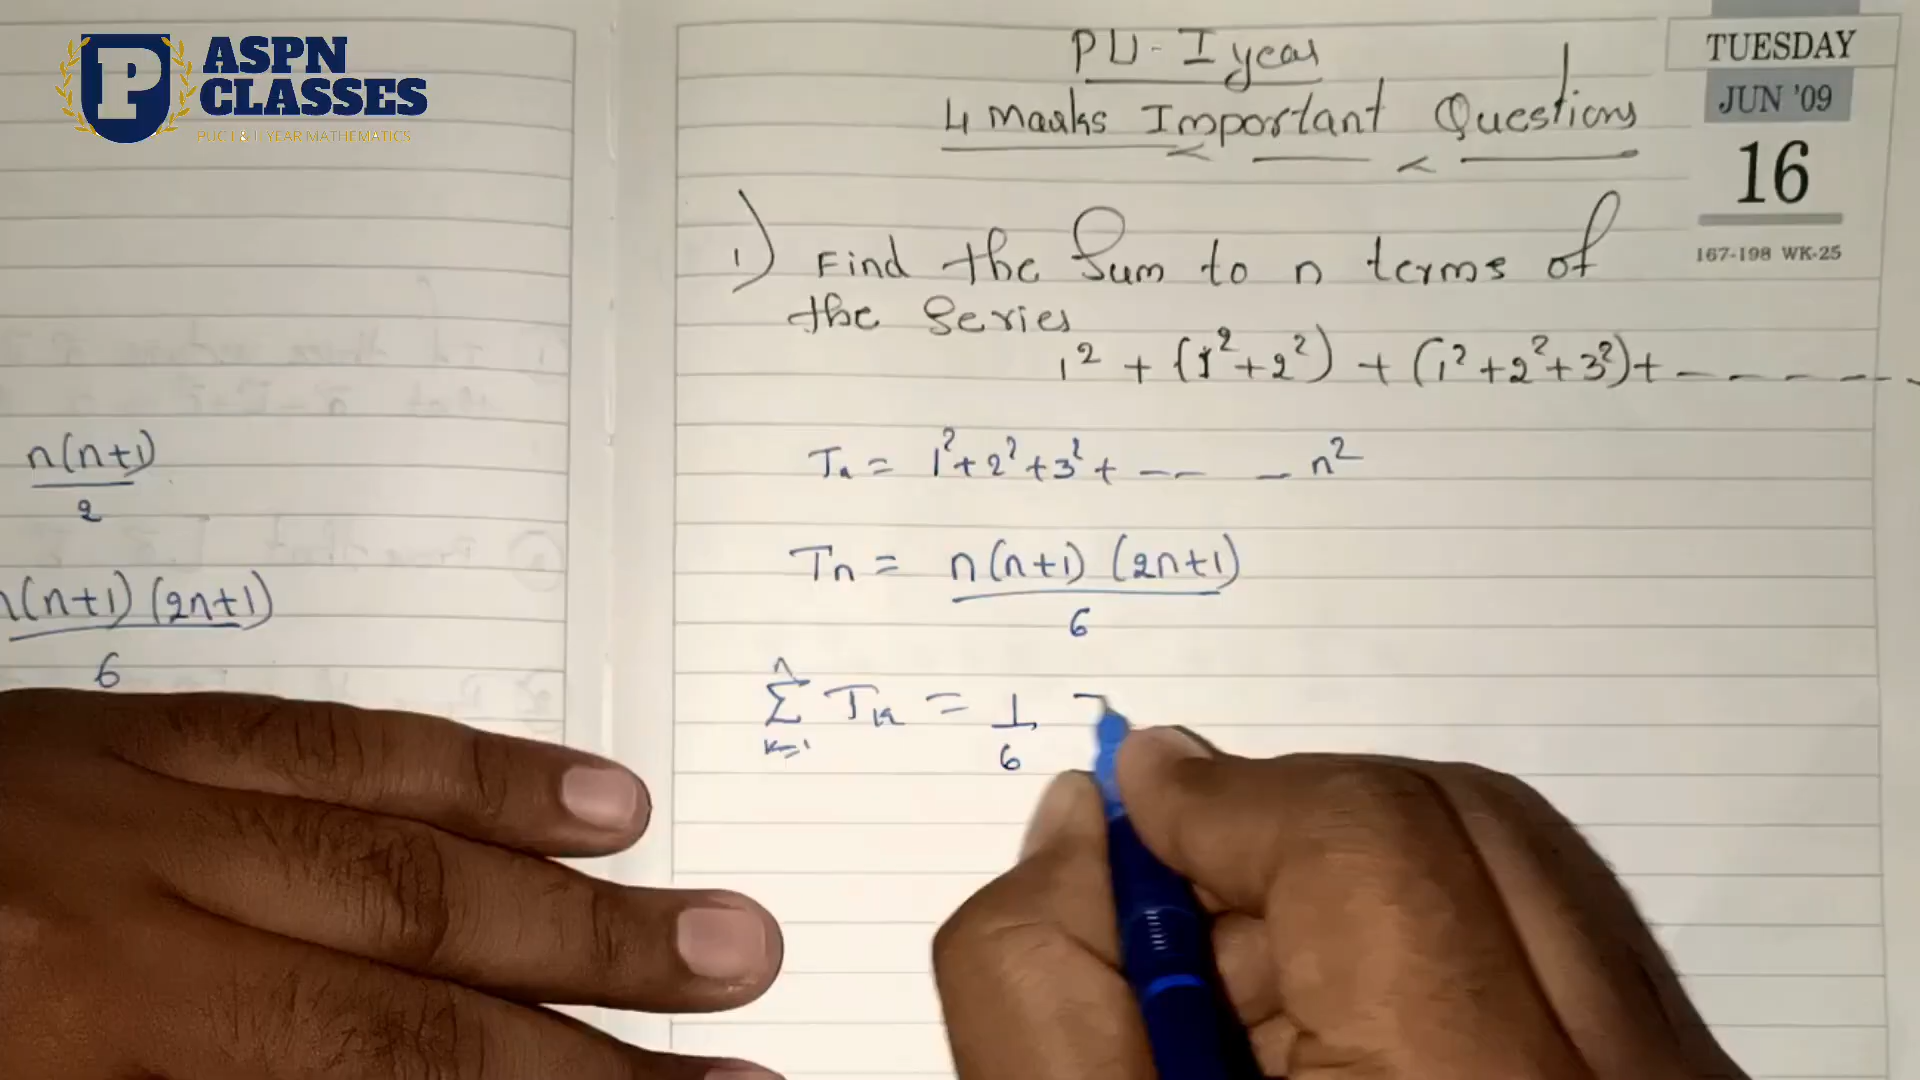 ASPN
CLASSES
PUC I & II YEAR MATHEMATICS
n(n+1)
2
n(n+1) (2n+1)
6
PU - I year
4 Marks Important Questions
TUESDAY
JUN '09
16
167-198 WK-25
1) Find the Sum to n terms of
the Series
1² + (1²+2²) + (1²+2²+3²)+ - - - - -
Tn = 1²+2²+3²+ - - - n²
Tn = n(n+1) (2n+1)
6
n
Σ Tk = 1
k=1 6